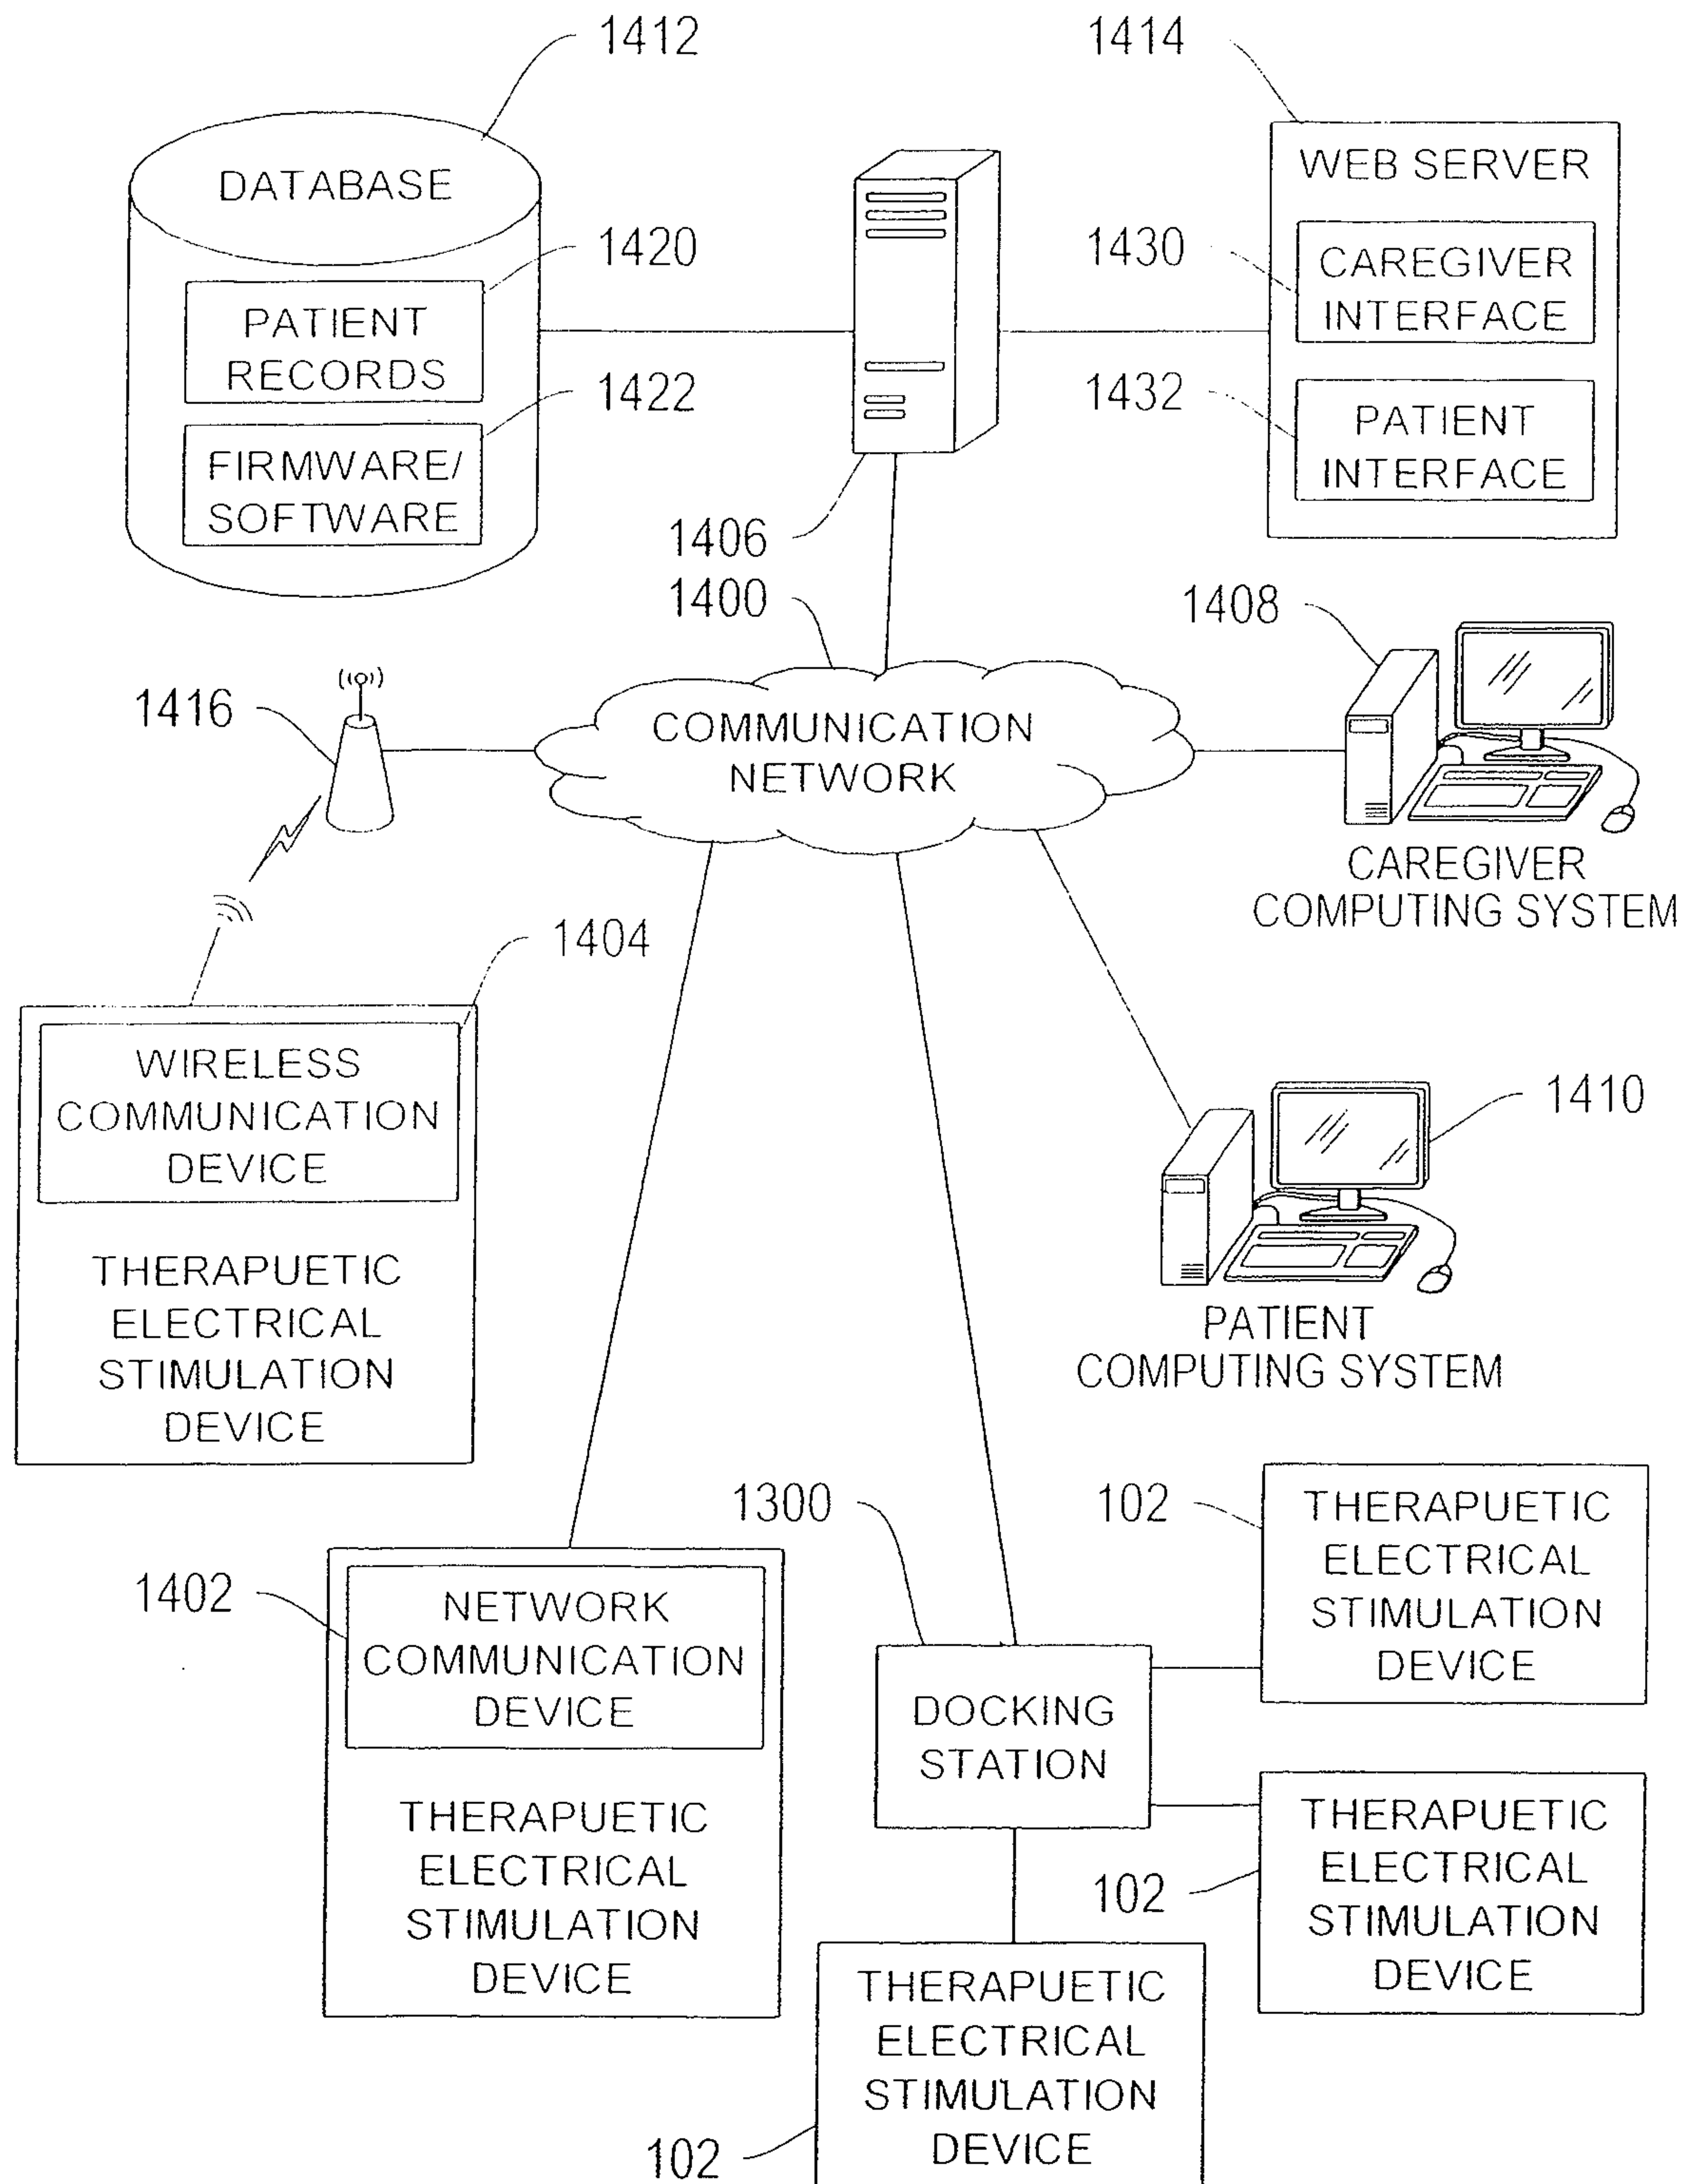 1412
1414
DATABASE
WEB SERVER
1420
1430
CAREGIVER
INTERFACE
PATIENT
RECORDS
1422
1432
PATIENT
INTERFACE
FIRMWARE/
SOFTWARE
1406
1400
1408
1416
COMMUNICATION
NETWORK
CAREGIVER
COMPUTING SYSTEM
1404
WIRELESS
COMMUNICATION
DEVICE
THERAPUETIC
ELECTRICAL
STIMULATION
DEVICE
1410
PATIENT
COMPUTING SYSTEM
1300
102
THERAPUETIC
ELECTRICAL
STIMULATION
DEVICE
1402
NETWORK
COMMUNICATION
DEVICE
THERAPUETIC
ELECTRICAL
STIMULATION
DEVICE
DOCKING
STATION
102
THERAPUETIC
ELECTRICAL
STIMULATION
DEVICE
102
THERAPUETIC
ELECTRICAL
STIMULATION
DEVICE